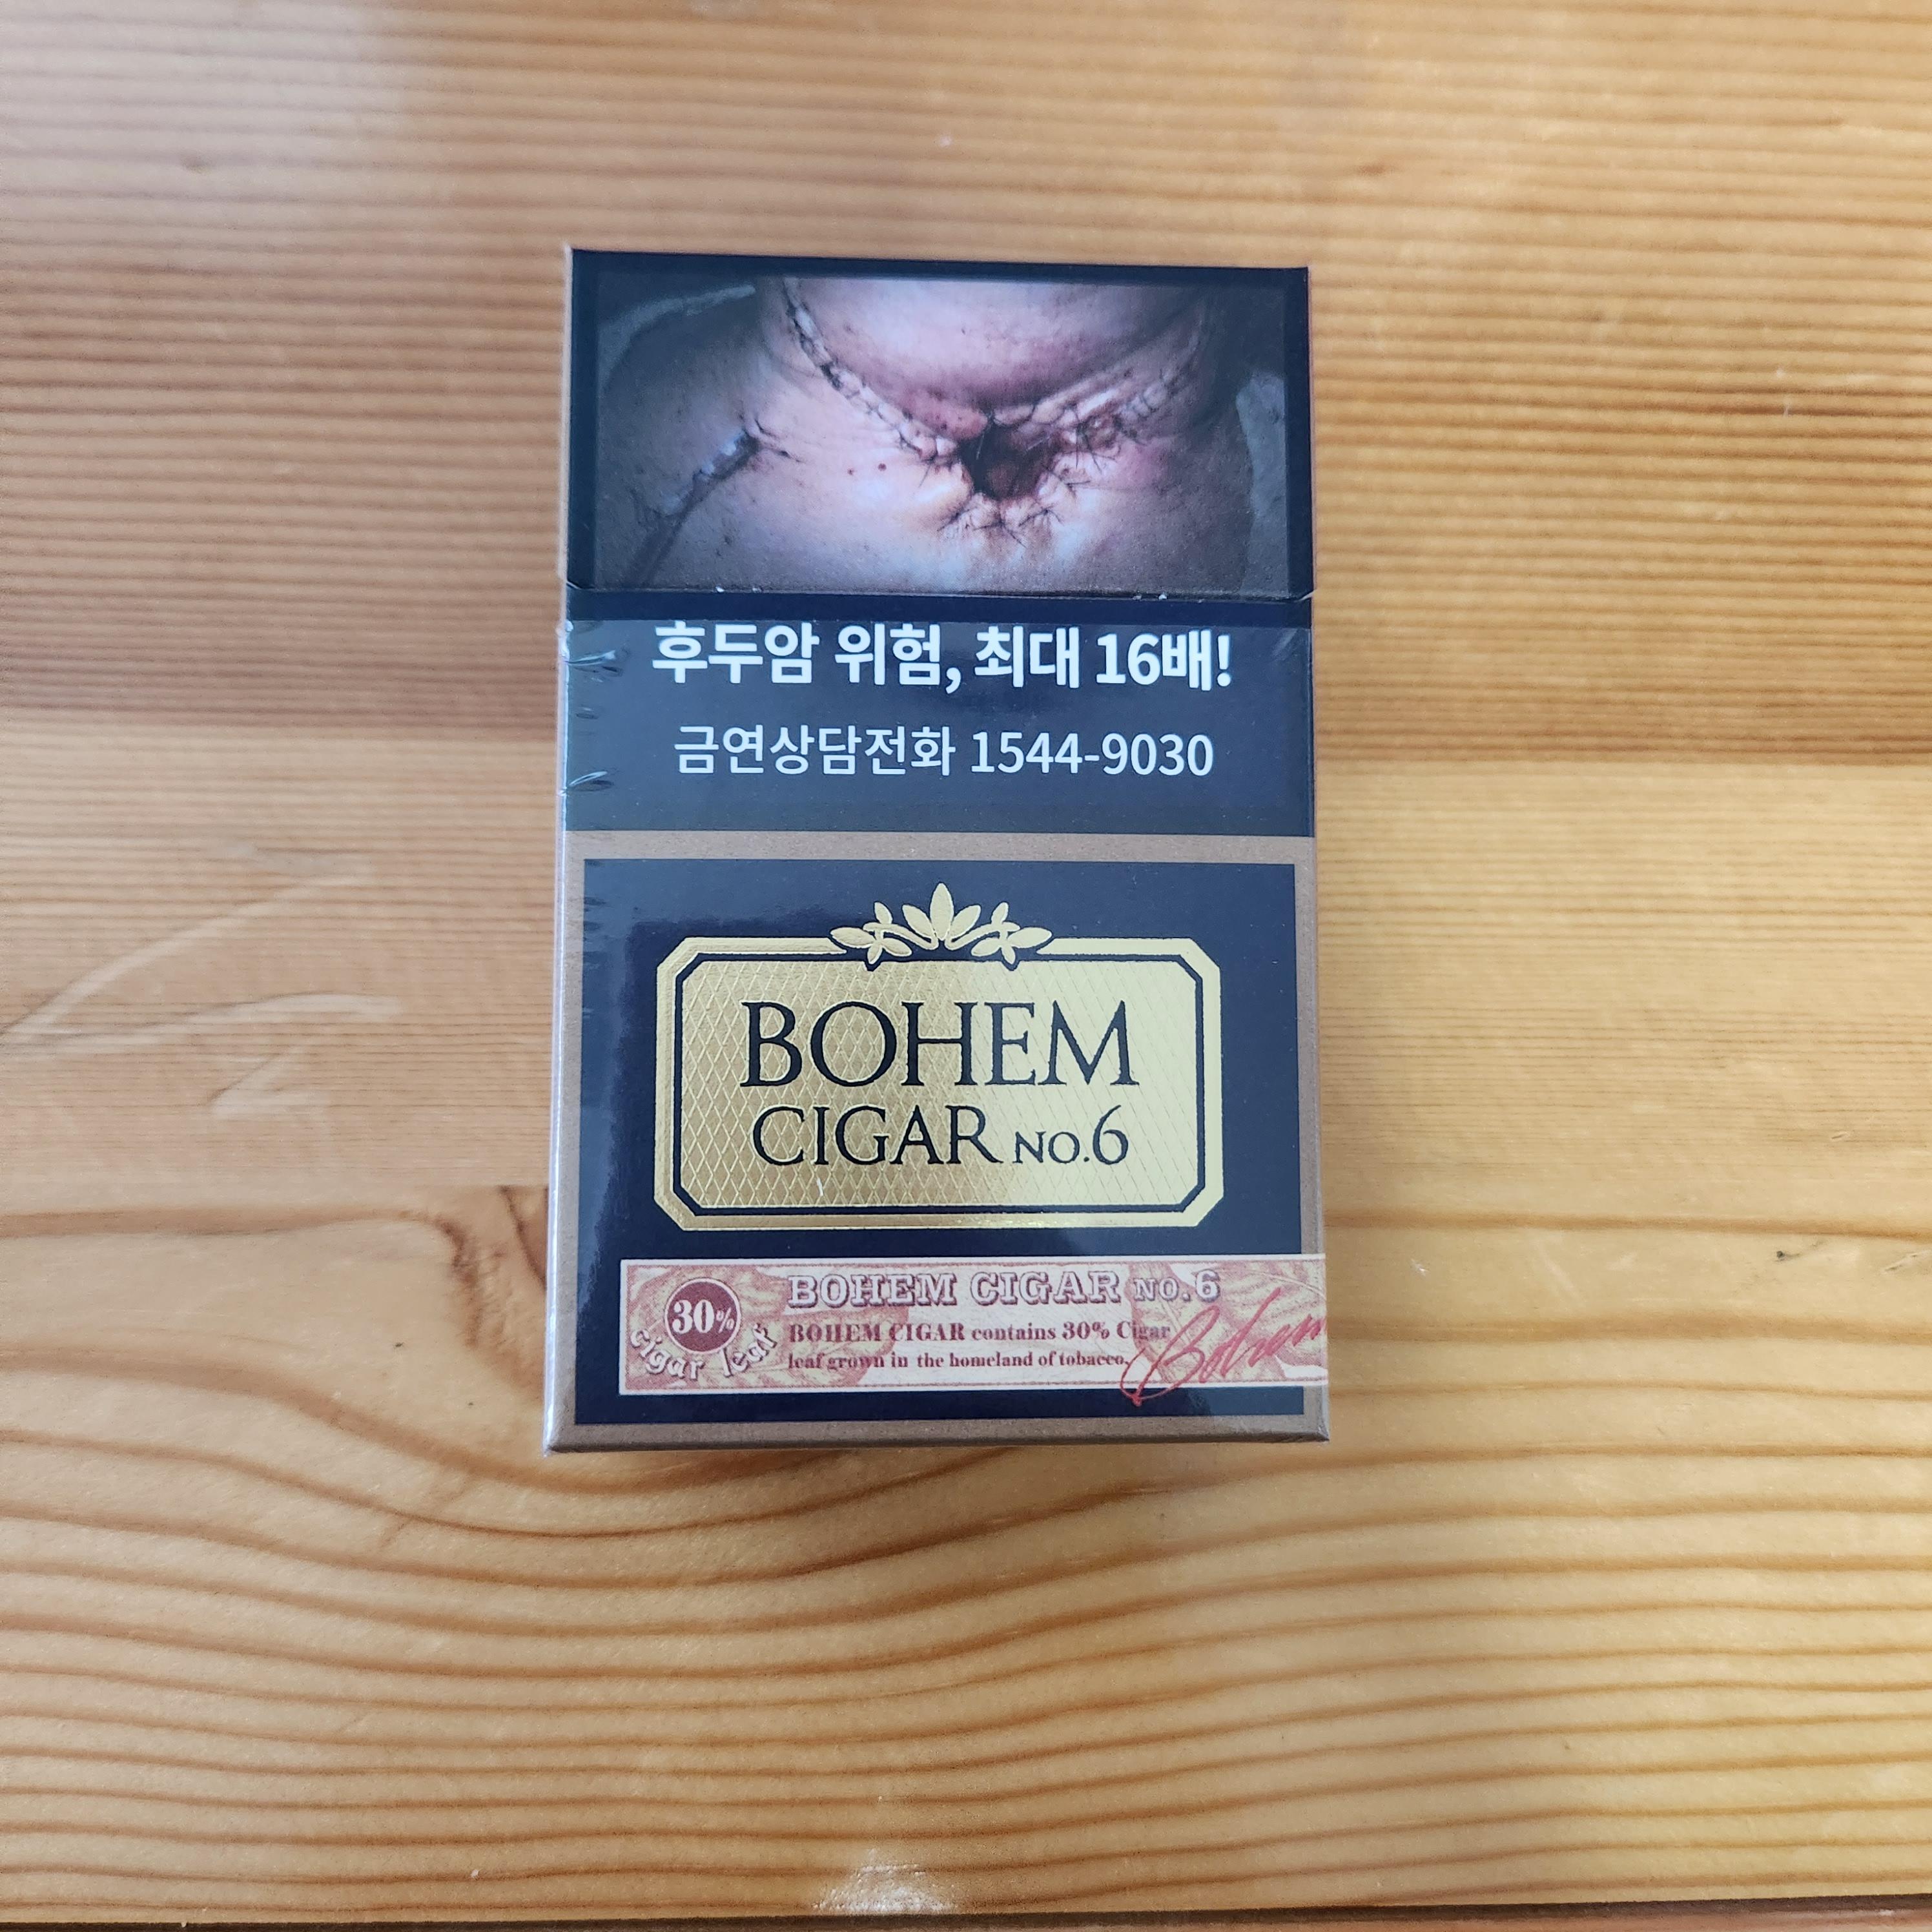 후두암 위험, 최대 16배!
금연상담전화 1544-9030
BOHEM
CIGAR NO.6
30%
cigar leaf
BOHEM CIGAR NO.6
BOHEM CIGAR contains 30% Cigar
leaf grown in the homeland of tobacco.
Bohem